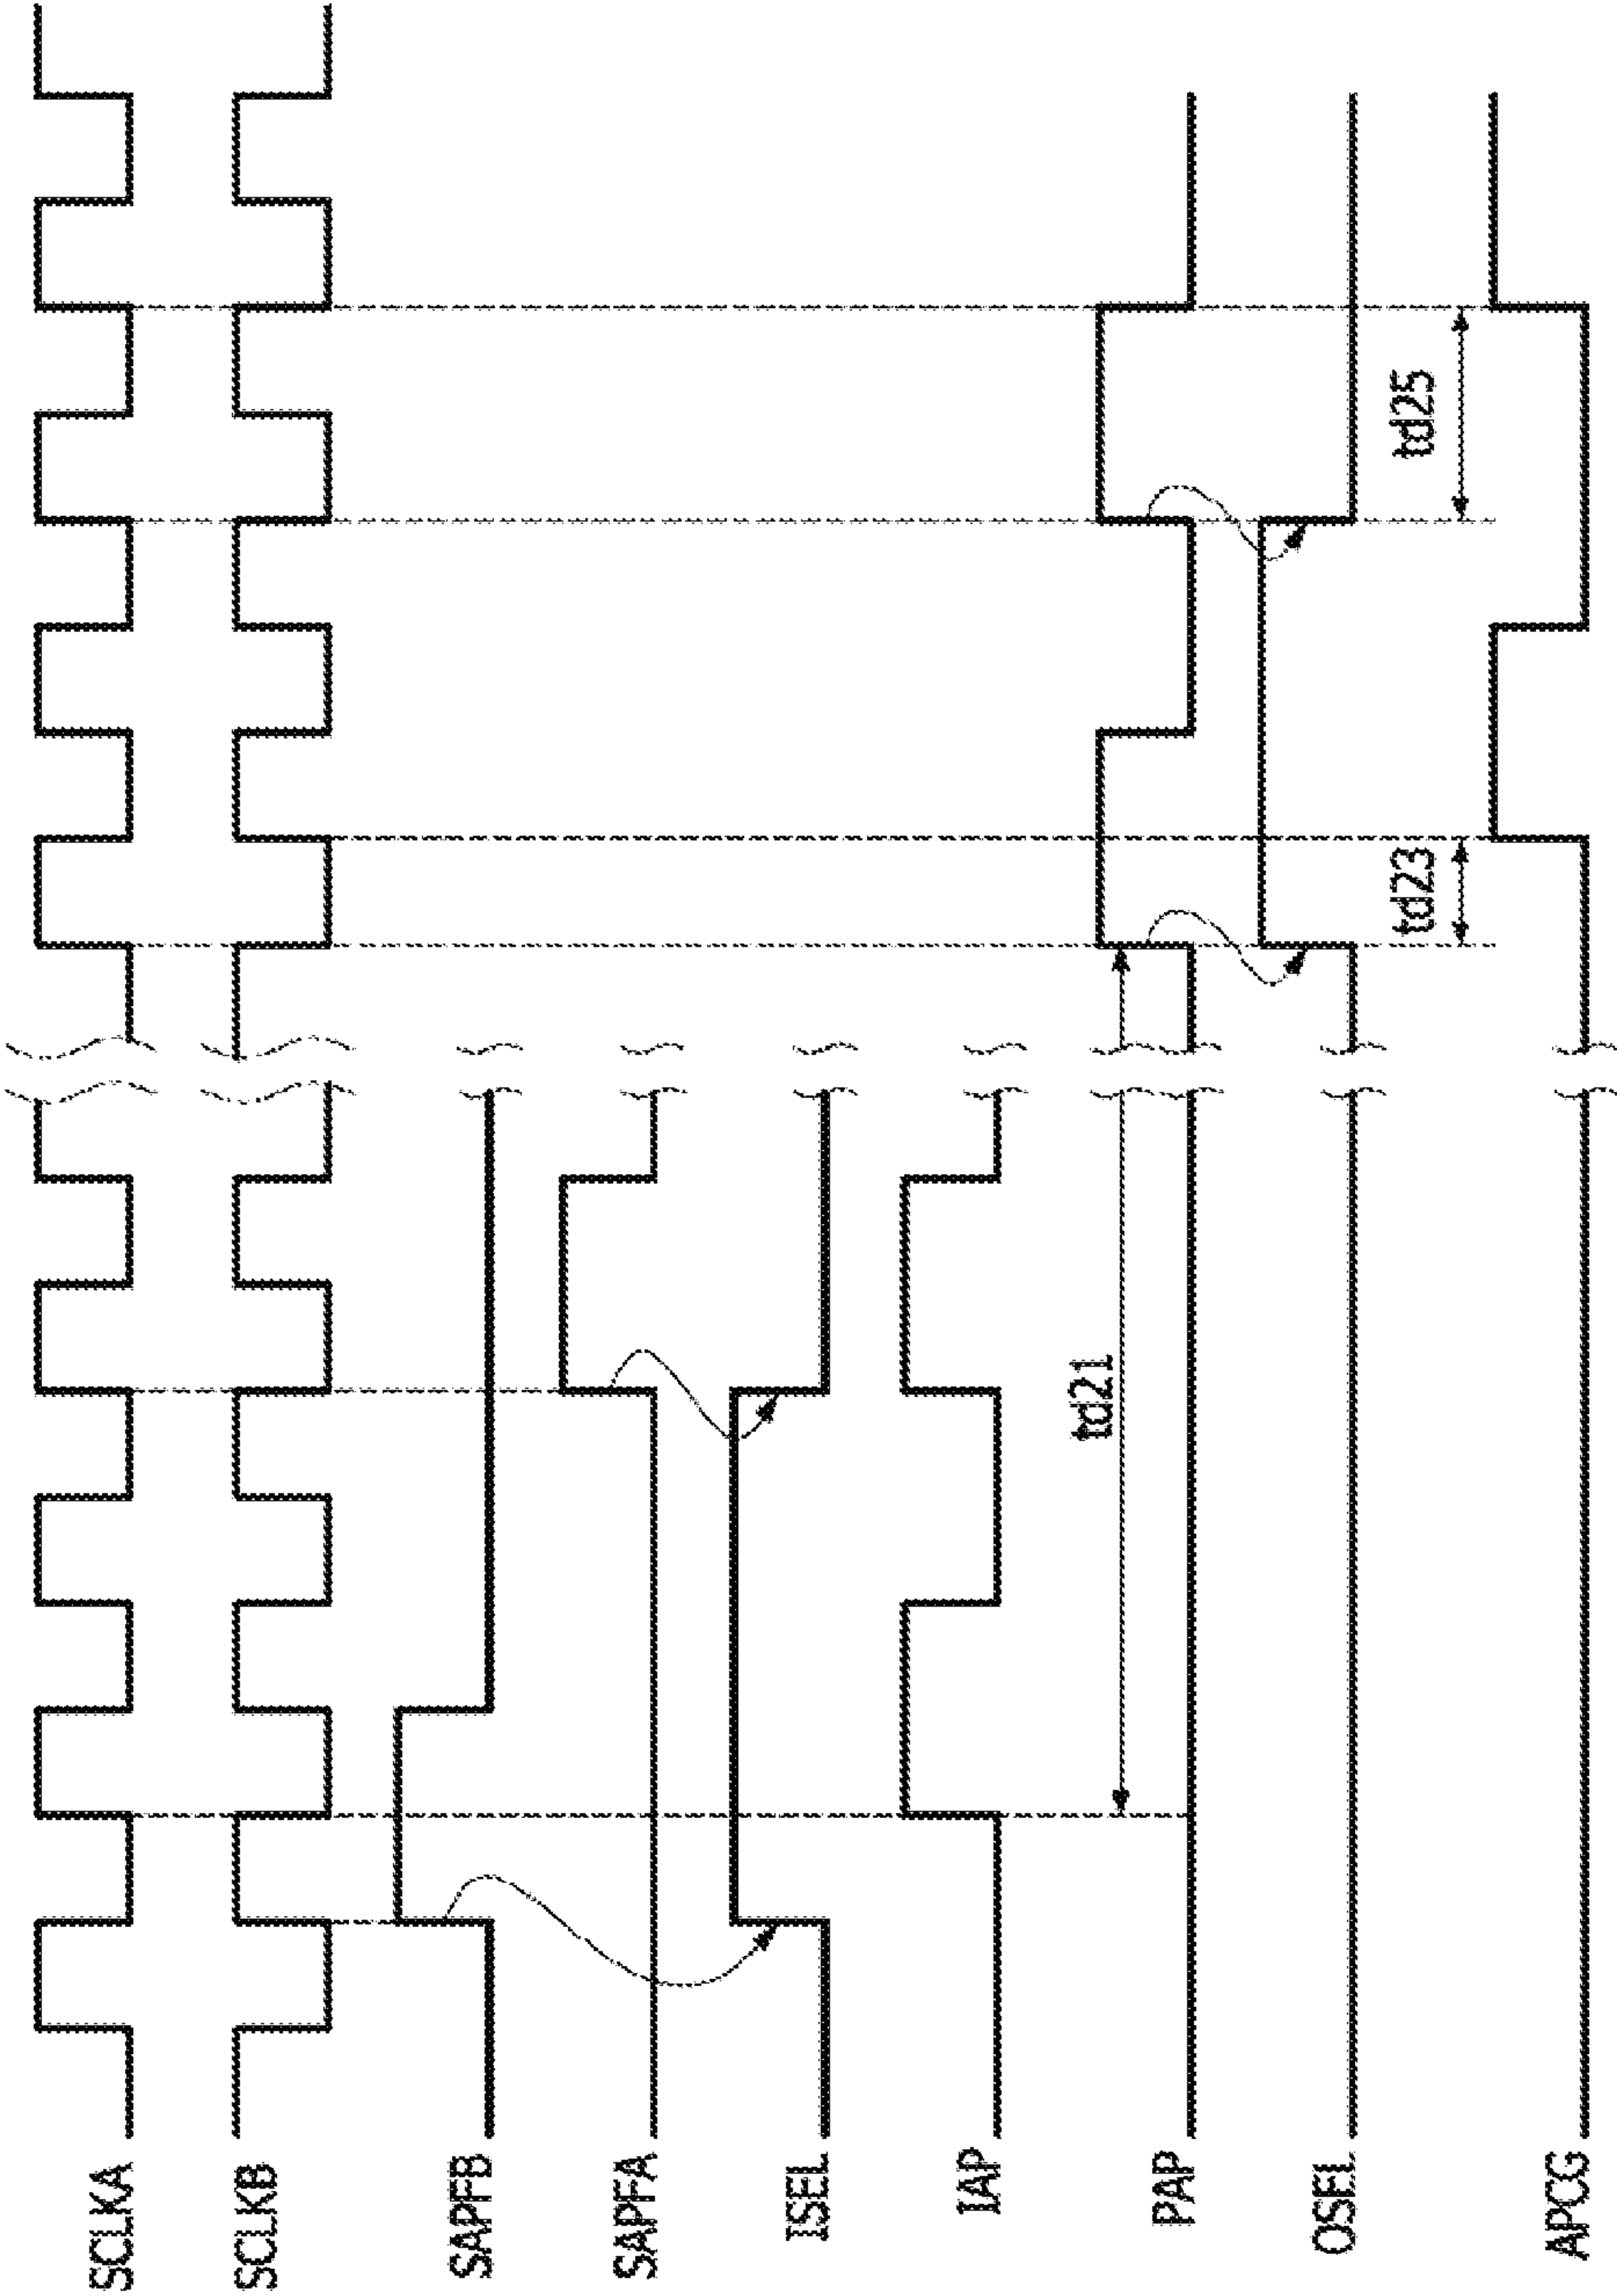 SCLKA
SCLKB
SAPFB
SAPFA
ISEL
IAP
td21
PAP
OSEL
td23
td25
APCG